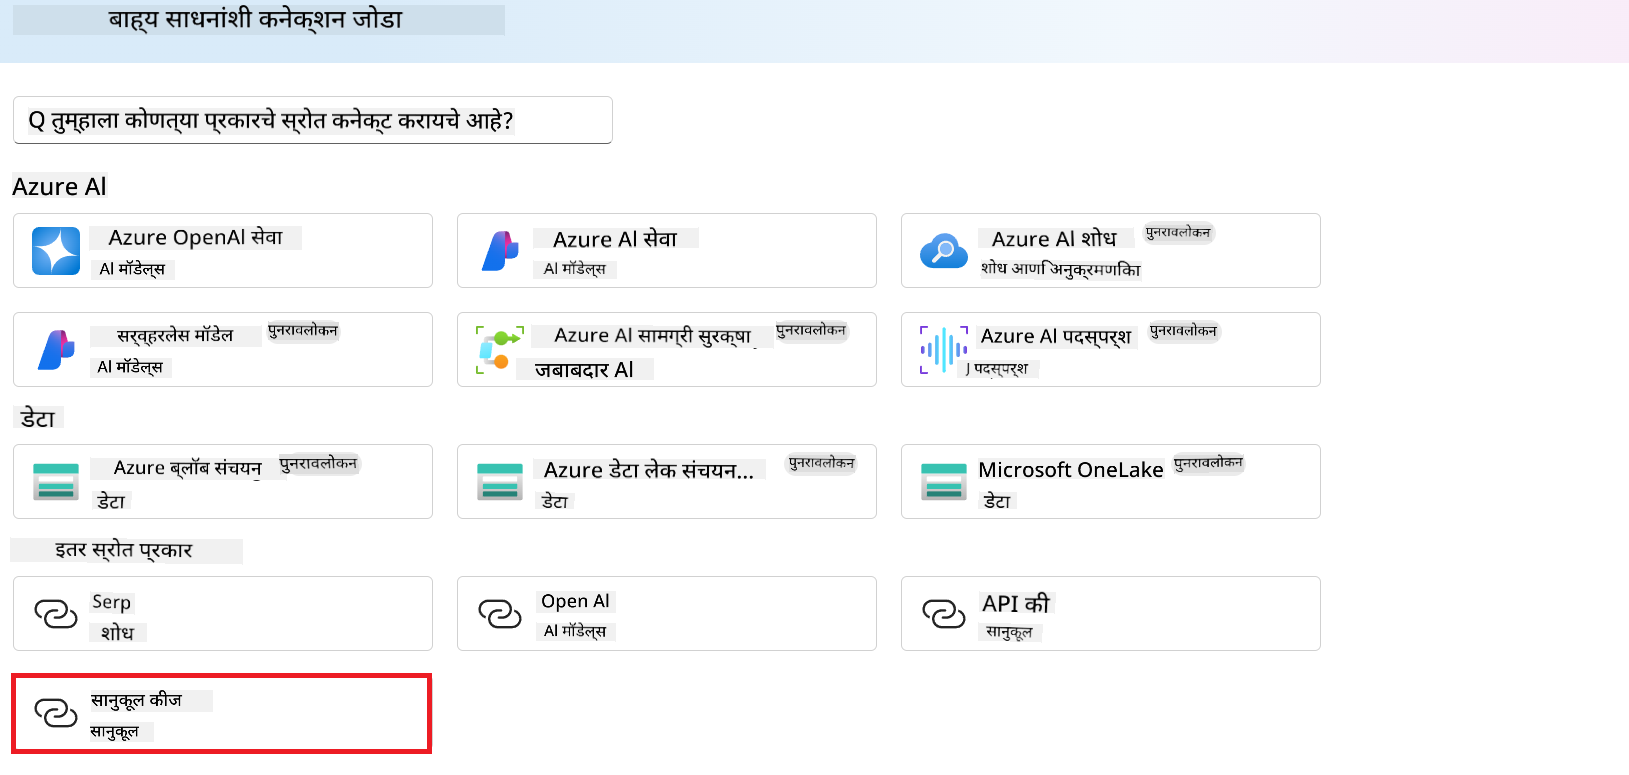 बाह्य साधनांशी कनेक्शन जोडा
Q तुम्हाला कोणत्या प्रकारचे स्रोत कनेक्ट करायचे आहे?
Azure AI
Azure OpenAI सेवा
AI मॉडेल्स
Azure AI सेवा
AI मॉडेल्स
Azure AI शोध
पुनरावलोकन
शोध आणि अनुक्रमणिका
सर्व्हरलेस मॉडेल
पुनरावलोकन
AI मॉडेल्स
Azure AI सामग्री सुरक्षा
पुनरावलोकन
जबाबदार AI
Azure AI पदस्पर्श
पुनरावलोकन
पदस्पर्श
डेटा
Azure ब्लॉब संचयन
पुनरावलोकन
डेटा
Azure डेटा लेक संचयन...
पुनरावलोकन
डेटा
Microsoft OneLake
पुनरावलोकन
डेटा
इतर स्रोत प्रकार
Serp
शोध
Open AI
AI मॉडेल्स
API की
सानुकूल
सानुकूल कीज
सानुकूल